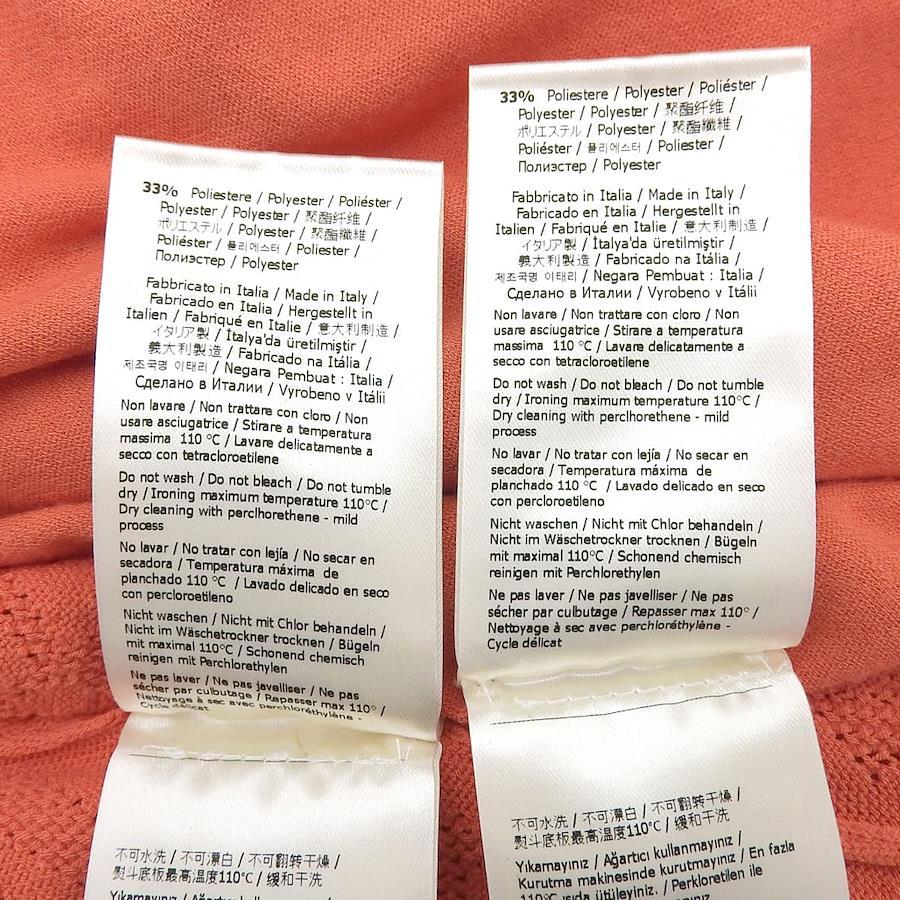 33% Poliestere / Polyester / Poliéster /
Polyester / Polyester / 聚酯纤维 /
ポリエステル / Polyester / 聚酯纖維 /
Poliéster / 폴리에스터 / Poliester /
Полиэстер / Polyester
Fabbricato in Italia / Made in Italy /
Fabricado en Italia / Hergestellt in
Italien / Fabriqué en Italie / 意大利制造 /
イタリア製 / İtalya'da üretilmiştir /
義大利製造 / Fabricado na Itália /
제조국명 이태리 / Negara Pembuat : Italia /
Сделано в Италии / Vyrobeno v Itálii
Non lavare / Non trattare con cloro / Non
usare asciugatrice / Stirare a temperatura
massima 110 °C / Lavare delicatamente a
secco con tetracloroetilene
Do not wash / Do not bleach / Do not tumble
dry / Ironing maximum temperature 110°C /
Dry cleaning with perclhorethene - mild
process
No lavar / No tratar con lejía / No secar en
secadora / Temperatura máxima de
planchado 110 °C / Lavado delicado en seco
con percloroetileno
Nicht waschen / Nicht mit Chlor behandeln /
Nicht im Wäschetrockner trocknen / Bügeln
mit maximal 110°C / Schonend chemisch
reinigen mit Perchlorethylen
Ne pas laver / Ne pas javelliser / Ne pas
sécher par culbutage / Repasser max 110° /
Nettoyage à sec avec perchloréthylène -
Cycle délicat
不可水洗 / 不可漂白 / 不可翻转干燥 /
熨斗底板最高温度110℃ / 缓和干洗
Yıkamayınız / Ağartıcı kullanmayınız /
33% Poliestere / Polyester / Poliéster /
Polyester / Polyester / 聚酯纤维 /
ポリエステル / Polyester / 聚酯纖維 /
Poliéster / 폴리에스터 / Poliester /
Полиэстер / Polyester
Fabbricato in Italia / Made in Italy /
Fabricado en Italia / Hergestellt in
Italien / Fabriqué en Italie / 意大利制造 /
イタリア製 / İtalya'da üretilmiştir /
義大利製造 / Fabricado na Itália /
제조국명 이태리 / Negara Pembuat : Italia /
Сделано в Италии / Vyrobeno v Itálii
Non lavare / Non trattare con cloro / Non
usare asciugatrice / Stirare a temperatura
massima 110 °C / Lavare delicatamente a
secco con tetracloroetilene
Do not wash / Do not bleach / Do not tumble
dry / Ironing maximum temperature 110°C /
Dry cleaning with perclhorethene - mild
process
No lavar / No tratar con lejía / No secar en
secadora / Temperatura máxima de
planchado 110 °C / Lavado delicado en seco
con percloroetileno
Nicht waschen / Nicht mit Chlor behandeln /
Nicht im Wäschetrockner trocknen / Bügeln
mit maximal 110°C / Schonend chemisch
reinigen mit Perchlorethylen
Ne pas laver / Ne pas javelliser / Ne pas
sécher par culbutage / Repasser max 110° /
Nettoyage à sec avec perchloréthylène -
Cycle délicat
不可水洗 / 不可漂白 / 不可翻转干燥 /
熨斗底板最高温度110℃ / 缓和干洗
Yıkamayınız / Ağartıcı kullanmayınız /
Kurutma makinesinde kurutmayınız / En fazla
110°C ısıda ütüleyiniz. / Perkloretilen ile